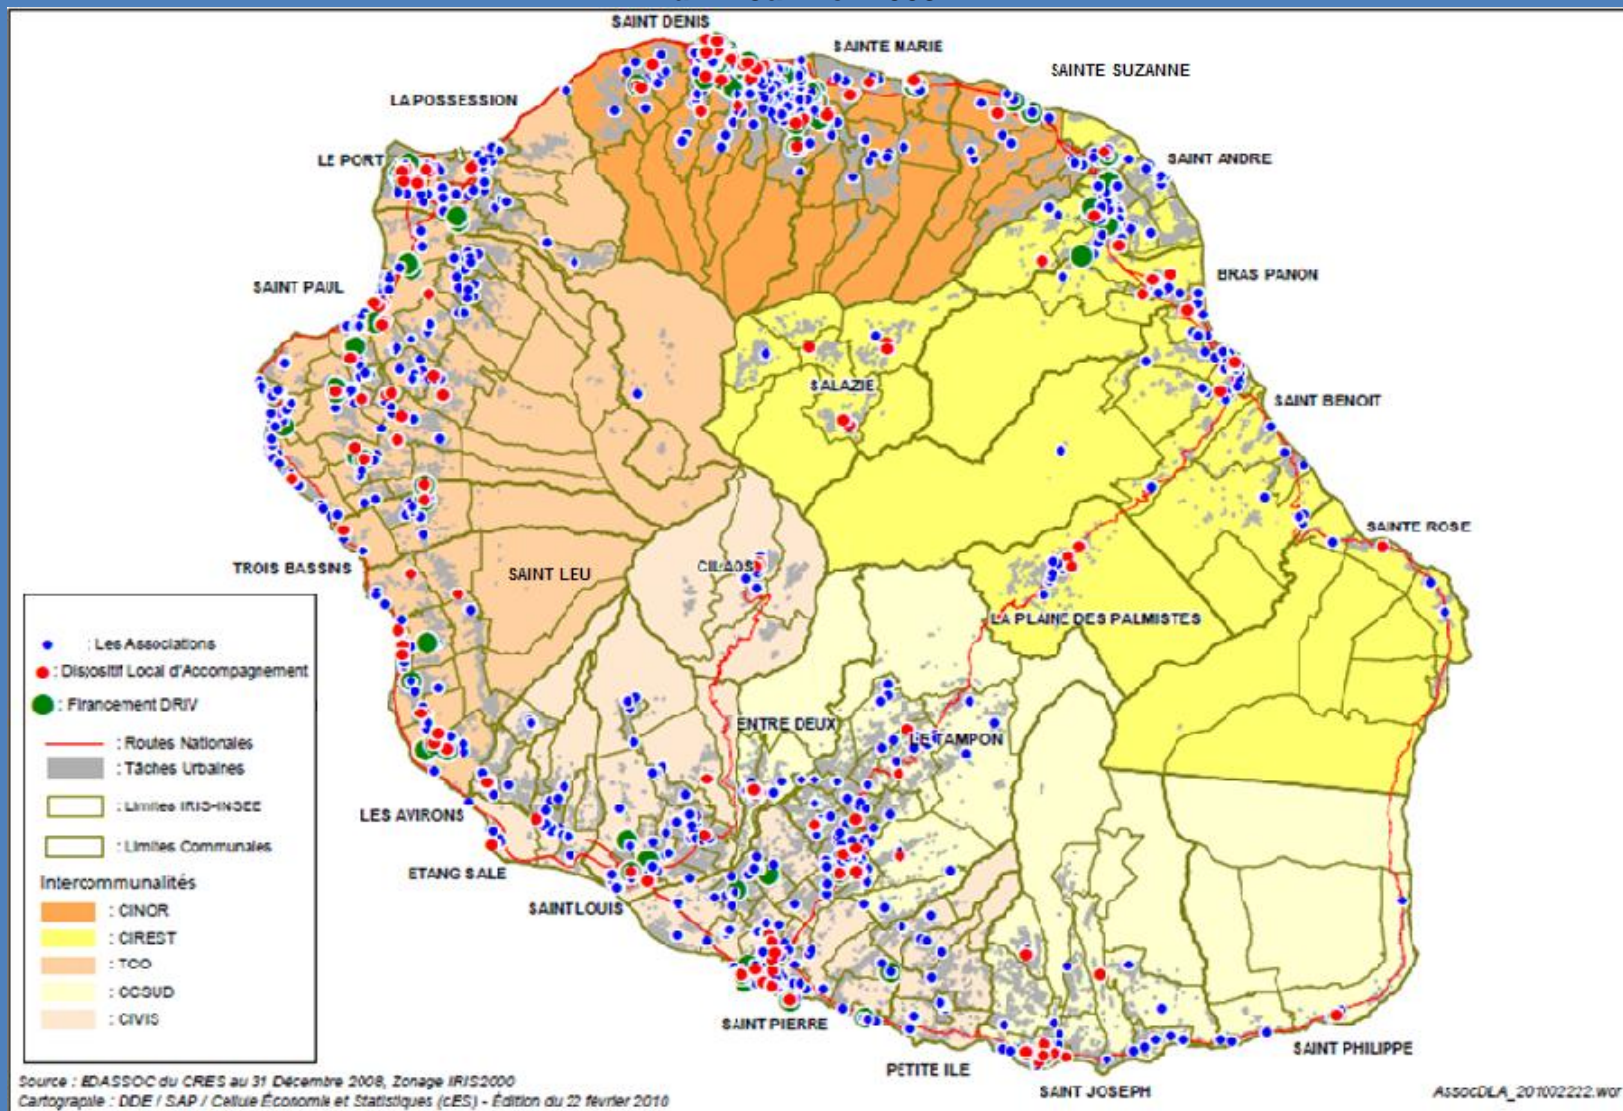 SAINT DENIS
SAINTE MARIE
SAINTE SUZANNE
LA POSSESSION
LE PORT
SAINT ANDRE
SAINT PAUL
BRAS PANON
SALAZIE
SAINT BENOIT
SAINTE ROSE
TROIS BASSINS
SAINT LEU
CILAOS
LA PLAINE DES PALMISTES
ENTRE DEUX
LE TAMPON
LES AVIRONS
ETANG SALE
SAINT LOUIS
SAINT PIERRE
PETITE ILE
SAINT JOSEPH
SAINT PHILIPPE
: Les Associations
: Dispositif Local d'Accompagnement
: Financement DRIV
: Routes Nationales
: Tâches Urbaines
: Limites IRIS-INSEE
: Limites Communales
Intercommunalités
: CINOR
: CIREST
: TCO
: CCSUD
: CIVIS
Source : EDASSOC du CRES au 31 Décembre 2008, Zonage IRIS2000
Cartographie : DDE / SAP / Cellule Économie et Statistiques (cES) - Édition du 22 février 2010
AssocDLA_201002222.wor